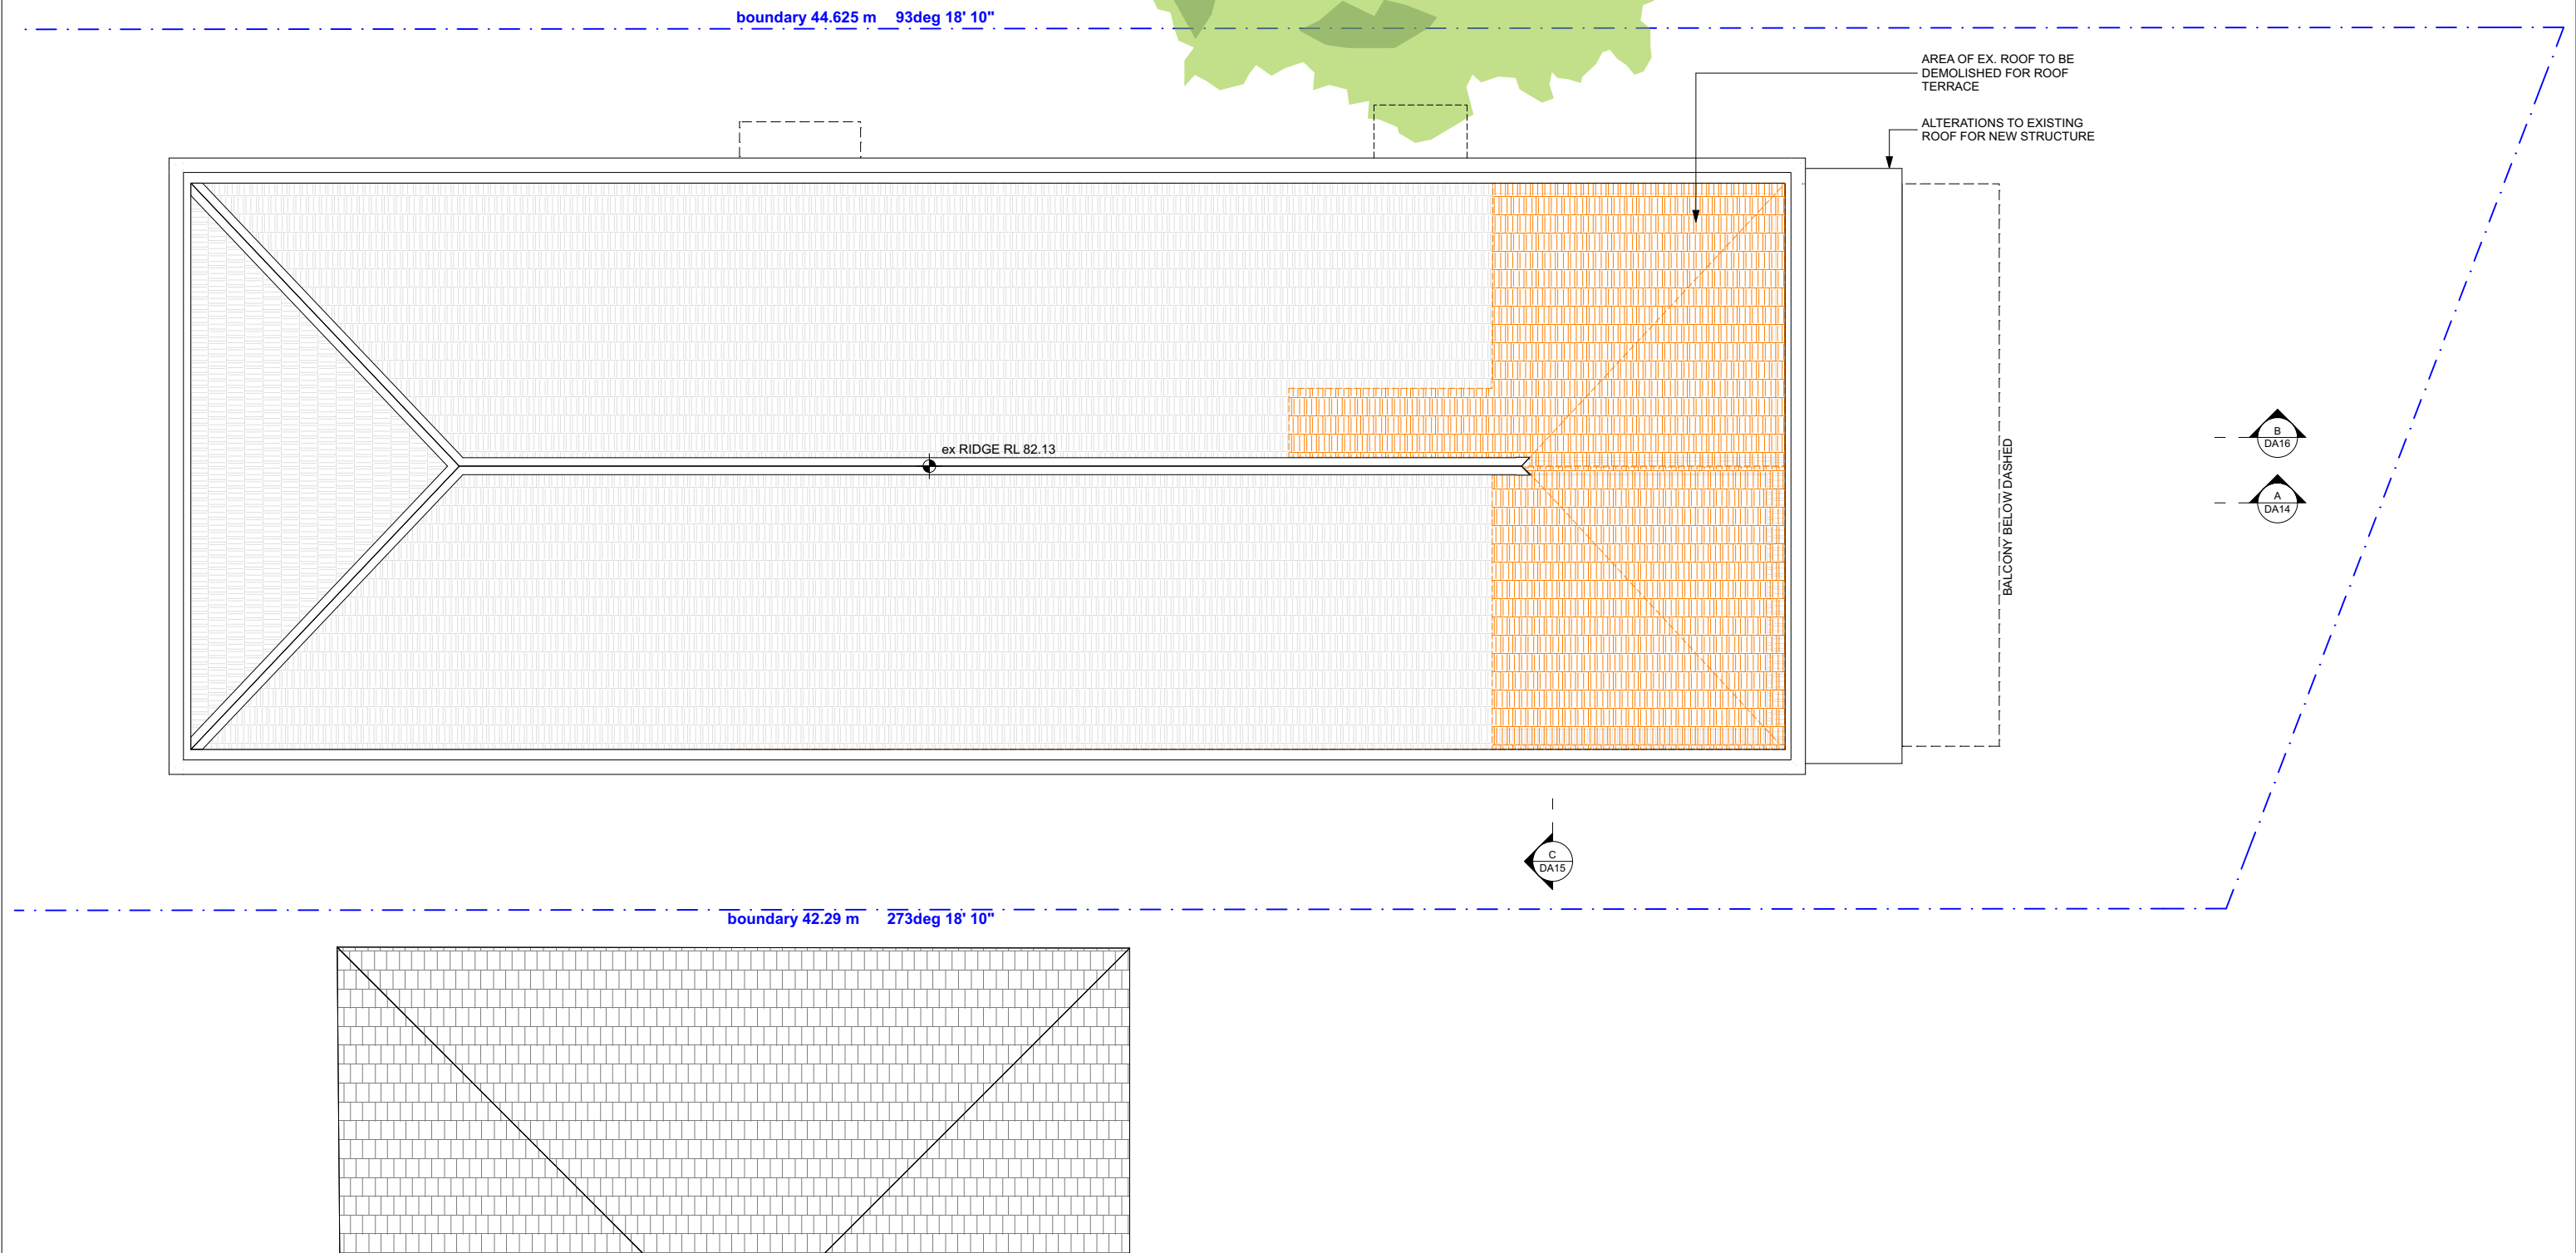 boundary 44.625 m 93deg 18' 10"
AREA OF EX. ROOF TO BE
DEMOLISHED FOR ROOF
TERRACE
ALTERATIONS TO EXISTING
ROOF FOR NEW STRUCTURE
ex RIDGE RL 82.13
BALCONY BELOW DASHED
B
DA16
A
DA14
C
DA15
boundary 42.29 m 273deg 18' 10"